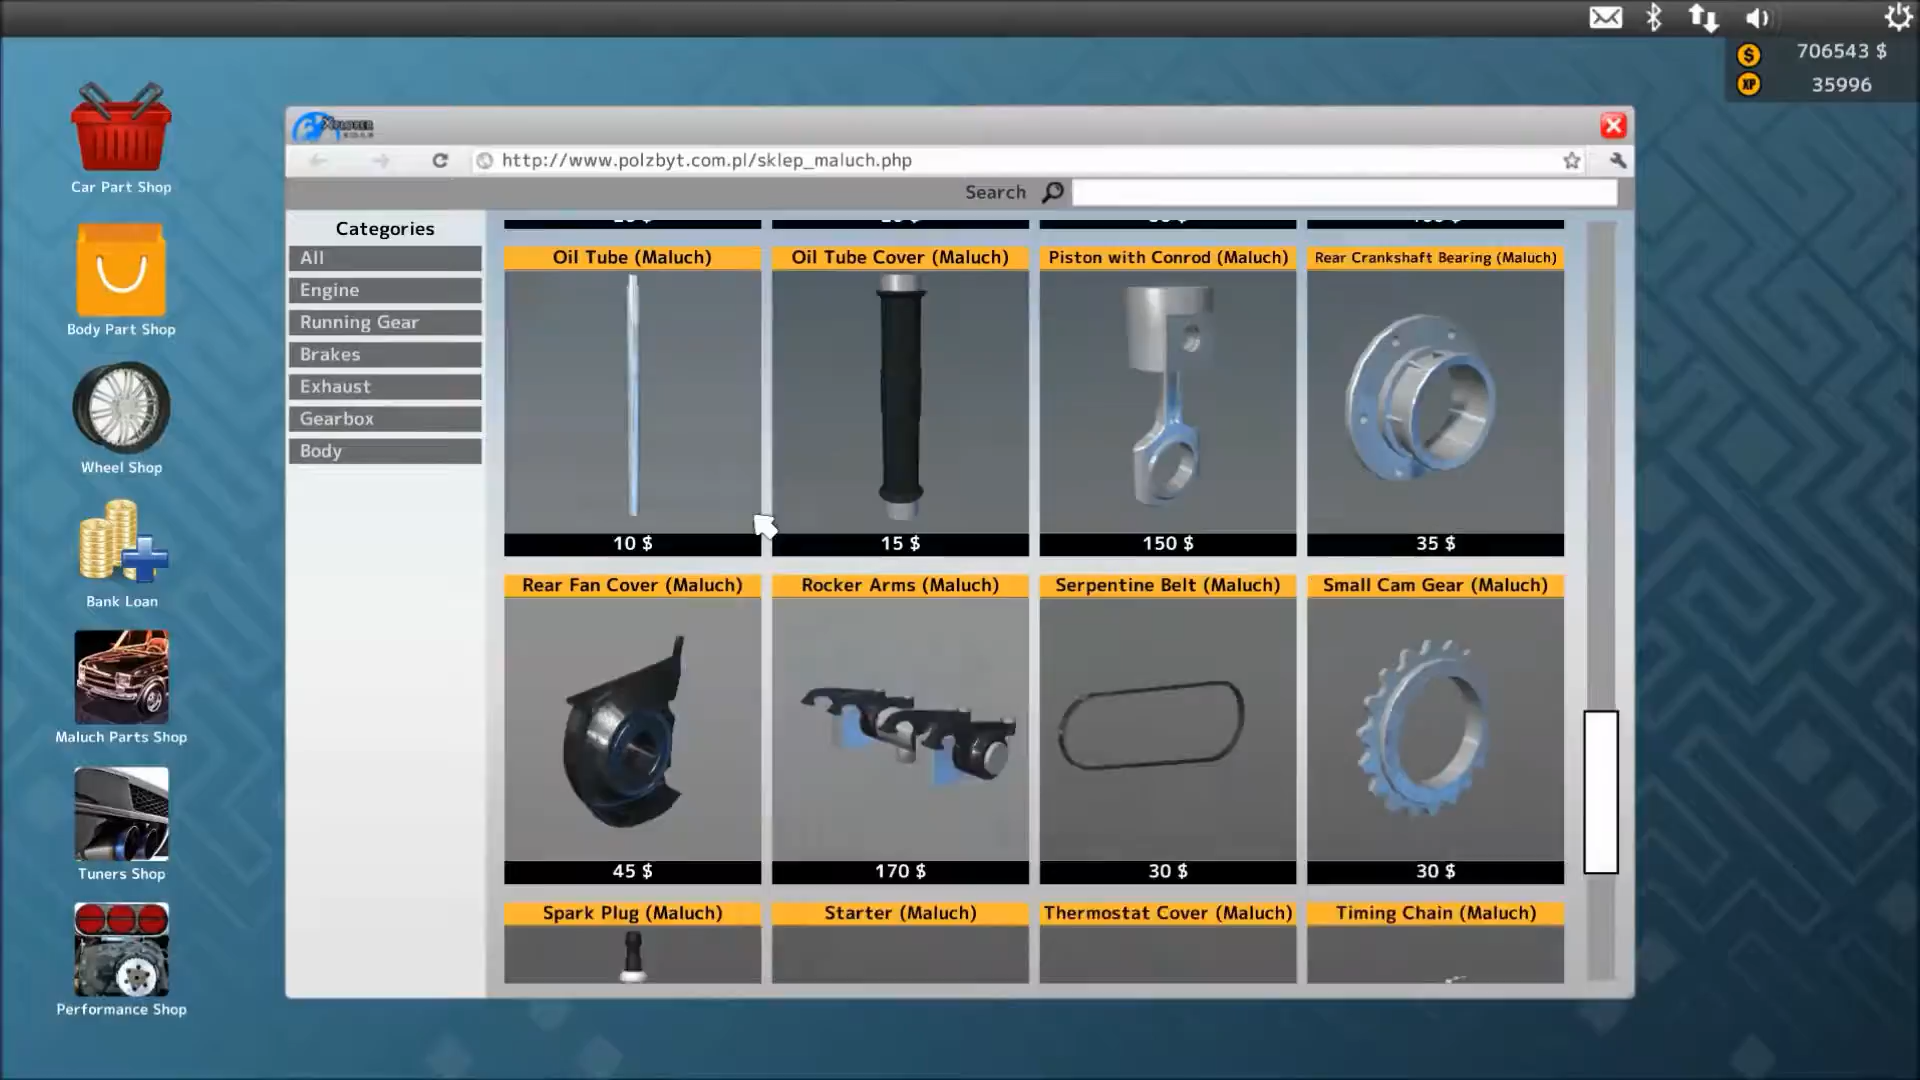 706543 $
35996
Car Part Shop
Body Part Shop
Wheel Shop
Bank Loan
Maluch Parts Shop
Tuners Shop
Performance Shop
http://www.polzbyt.com.pl/sklep_maluch.php
Search
Categories
All
Engine
Running Gear
Brakes
Exhaust
Gearbox
Body
Oil Tube (Maluch)
Oil Tube Cover (Maluch)
Piston with Conrod (Maluch)
Rear Crankshaft Bearing (Maluch)
10 $
15 $
150 $
35 $
Rear Fan Cover (Maluch)
Rocker Arms (Maluch)
Serpentine Belt (Maluch)
Small Cam Gear (Maluch)
45 $
170 $
30 $
30 $
Spark Plug (Maluch)
Starter (Maluch)
Thermostat Cover (Maluch)
Timing Chain (Maluch)